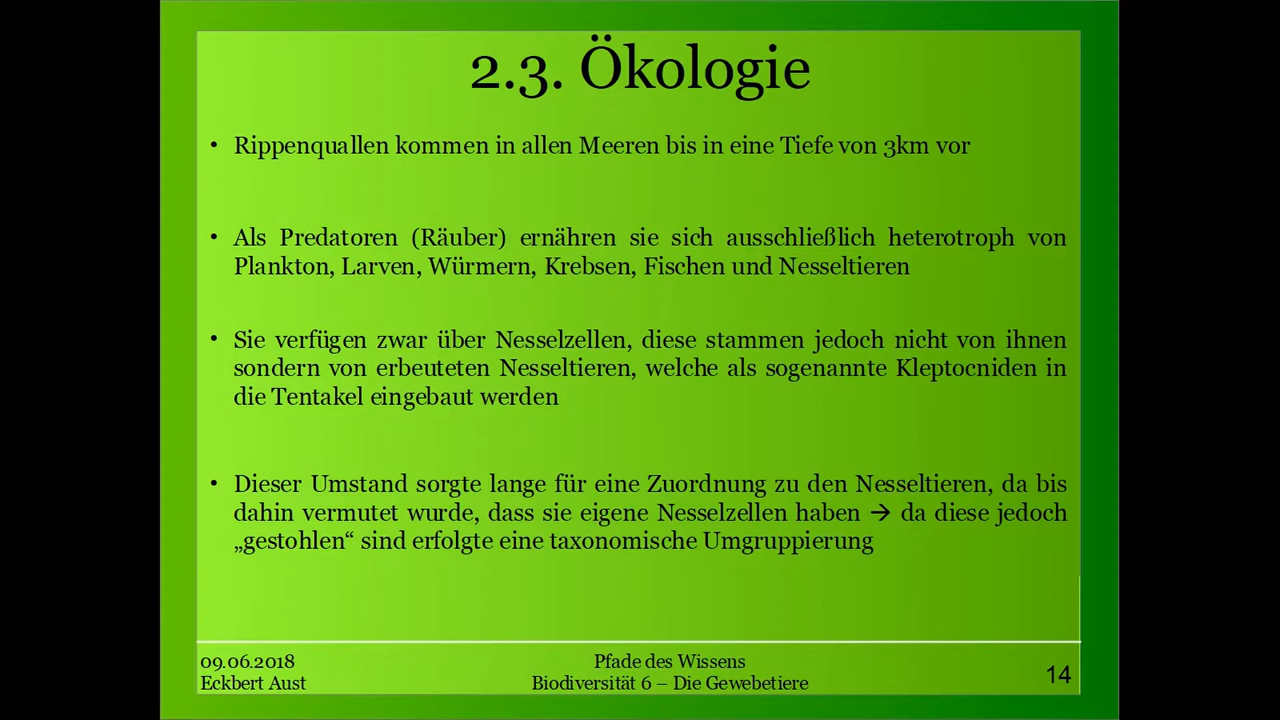 2.3. Ökologie
• Rippenquallen kommen in allen Meeren bis in eine Tiefe von 3km vor
• Als Predatoren (Räuber) ernähren sie sich ausschließlich heterotroph von
Plankton, Larven, Würmern, Krebsen, Fischen und Nesseltieren
• Sie verfügen zwar über Nesselzellen, diese stammen jedoch nicht von ihnen
sondern von erbeuteten Nesseltieren, welche als sogenannte Kleptocniden in
die Tentakel eingebaut werden
• Dieser Umstand sorgte lange für eine Zuordnung zu den Nesseltieren, da bis
dahin vermutet wurde, dass sie eigene Nesselzellen haben → da diese jedoch
„gestohlen“ sind erfolgte eine taxonomische Umgruppierung
09.06.2018
Eckbert Aust
Pfade des Wissens
Biodiversität 6 – Die Gewebetiere
14